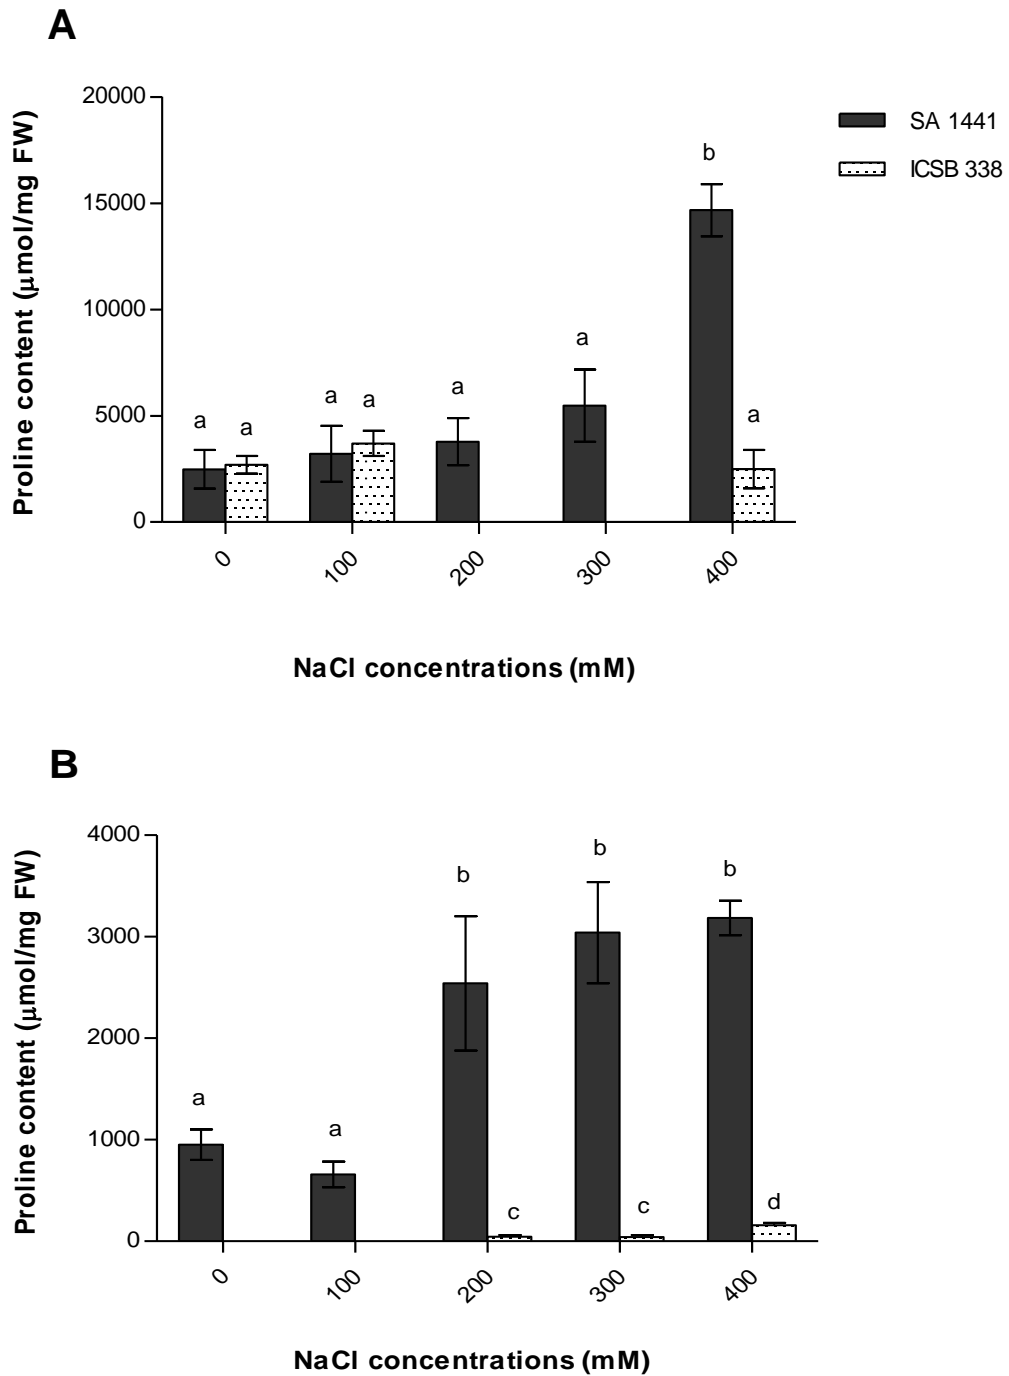 A
20000
15000
10000
5000
0
Proline content (µmol/mg FW)
a
a
a
a
a
a
b
a
SA 1441
ICSB 338
0
100
200
300
400
NaCl concentrations (mM)
B
4000
3000
2000
1000
0
Proline content (µmol/mg FW)
a
a
b
c
b
c
b
d
0
100
200
300
400
NaCl concentrations (mM)